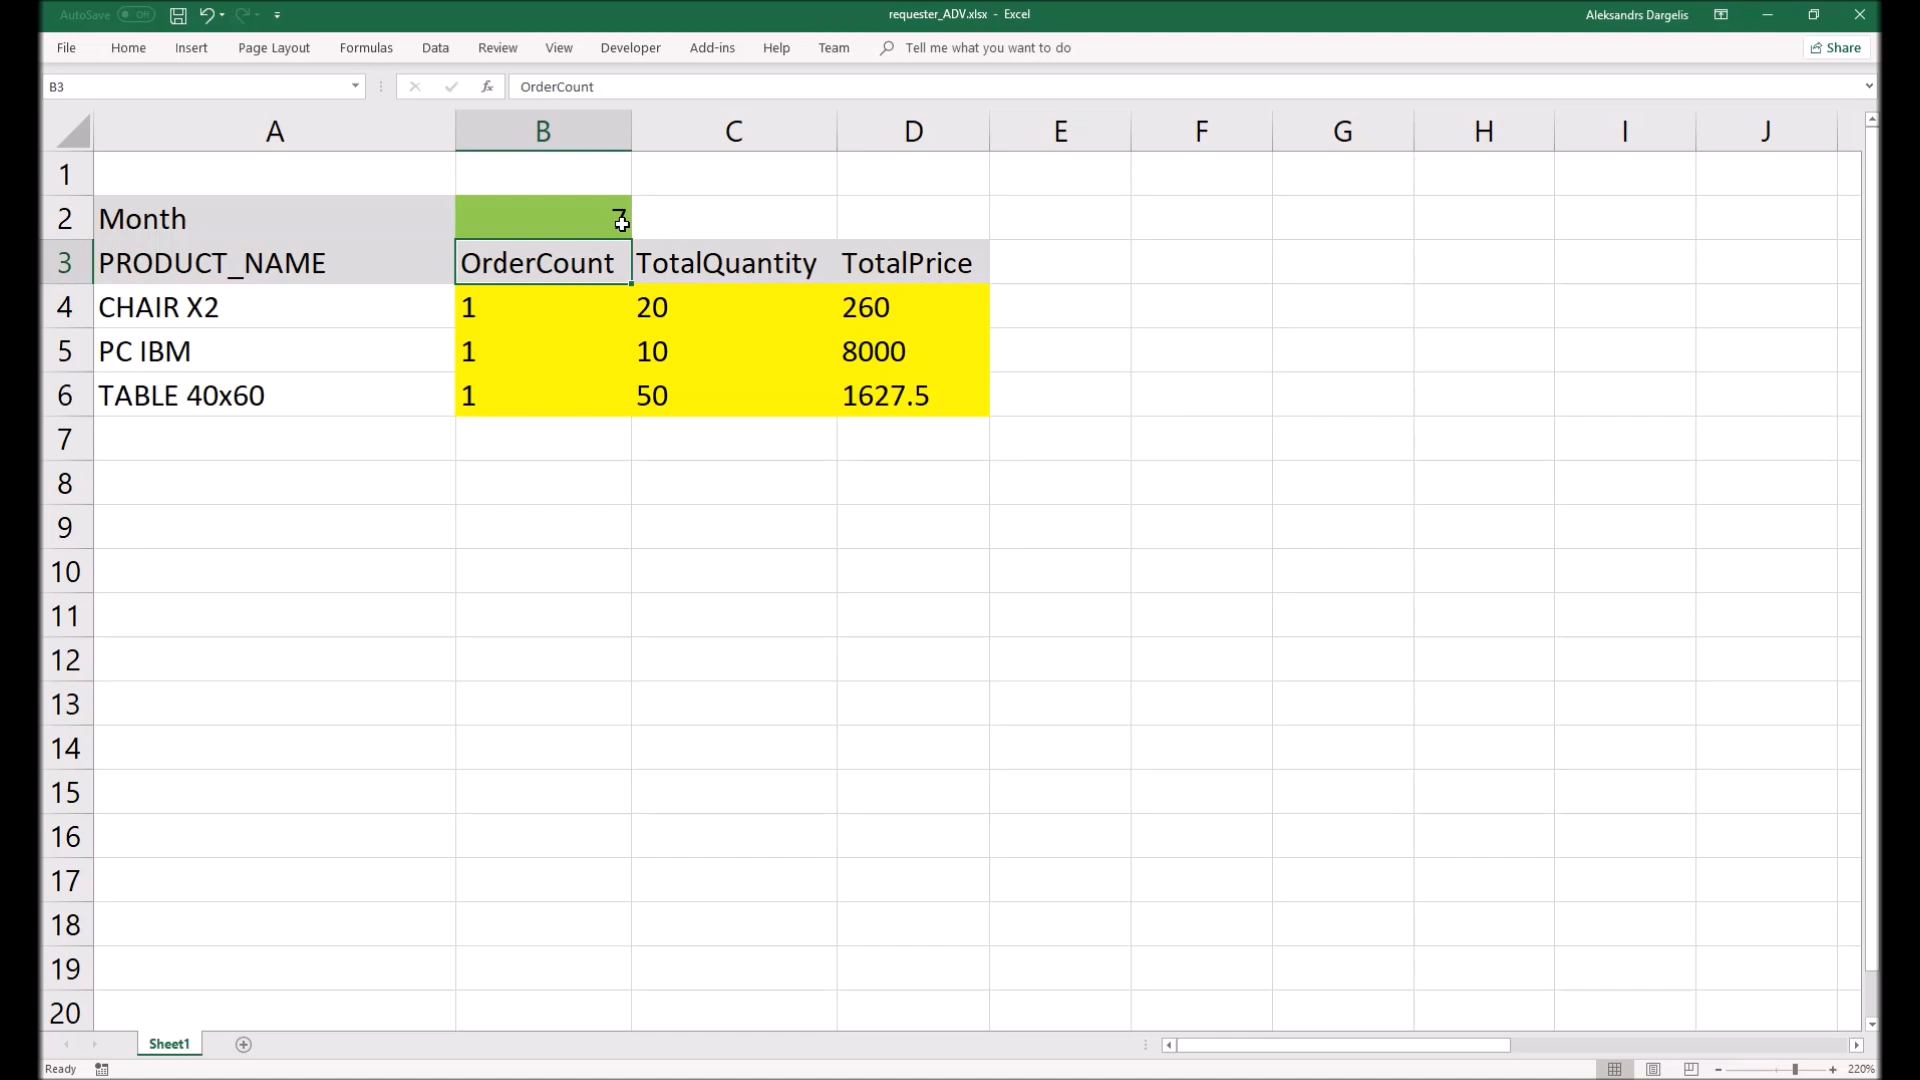 AutoSave Off requester_ADV.xlsx - Excel Aleksandrs Dargelis
File Home Insert Page Layout Formulas Data Review View Developer Add-ins Help Team Tell me what you want to do Share
B3 fx OrderCount
A B C D E F G H I J
1
2 Month 7
3 PRODUCT_NAME OrderCount TotalQuantity TotalPrice
4 CHAIR X2 1 20 260
5 PC IBM 1 10 8000
6 TABLE 40x60 1 50 1627.5
7
8
9
10
11
12
13
14
15
16
17
18
19
20
Sheet1
Ready 220%